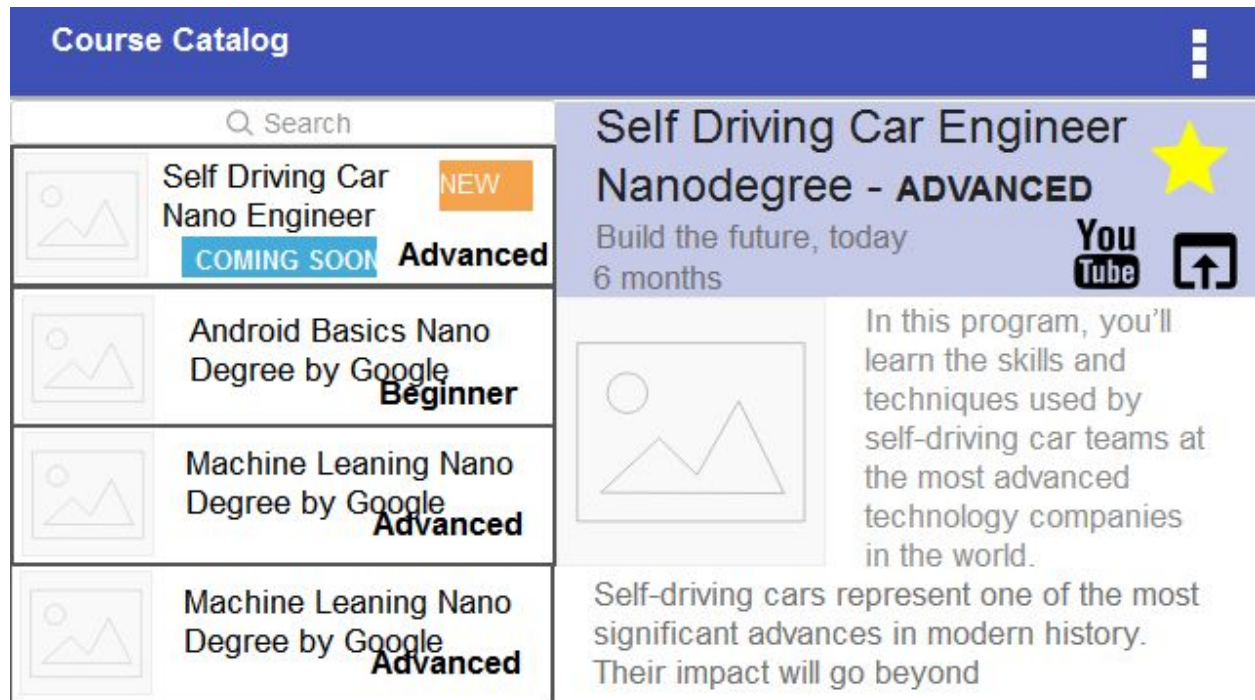 Course Catalog
Search
Self Driving Car
Nano Engineer
NEW
COMING SOON
Advanced
Android Basics Nano
Degree by Google
Beginner
Machine Leaning Nano
Degree by Google
Advanced
Machine Leaning Nano
Degree by Google
Advanced
Self Driving Car Engineer
Nanodegree - ADVANCED
Build the future, today
6 months
You
Tube
In this program, you'll
learn the skills and
techniques used by
self-driving car teams at
the most advanced
technology companies
in the world.
Self-driving cars represent one of the most
significant advances in modern history.
Their impact will go beyond